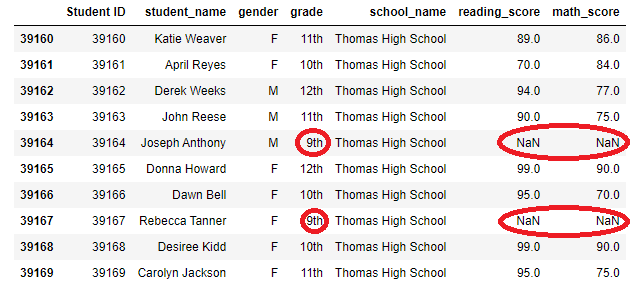 Student ID student_name gender grade school_name reading_score math_score
39160 39160 Katie Weaver F 11th Thomas High School 89.0 86.0
39161 39161 April Reyes F 10th Thomas High School 70.0 84.0
39162 39162 Derek Weeks M 12th Thomas High School 94.0 77.0
39163 39163 John Reese M 11th Thomas High School 90.0 75.0
39164 39164 Joseph Anthony M 9th Thomas High School NaN NaN
39165 39165 Donna Howard F 12th Thomas High School 99.0 90.0
39166 39166 Dawn Bell F 10th Thomas High School 95.0 70.0
39167 39167 Rebecca Tanner F 9th Thomas High School NaN NaN
39168 39168 Desiree Kidd F 10th Thomas High School 99.0 90.0
39169 39169 Carolyn Jackson F 11th Thomas High School 95.0 75.0